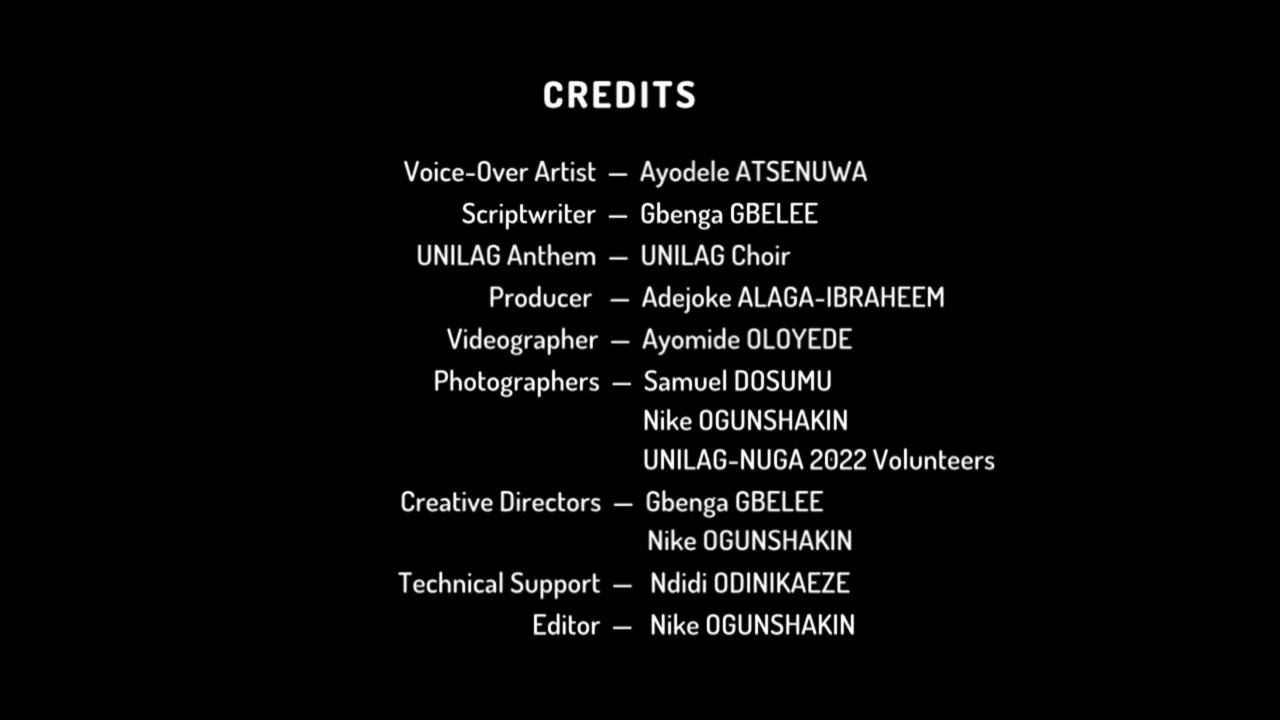 CREDITS
Voice-Over Artist — Ayodele ATSENUWA
Scriptwriter — Gbenga GBELEE
UNILAG Anthem — UNILAG Choir
Producer — Adejoke ALAGA-IBRAHEEM
Videographer — Ayomide OLOYEDE
Photographers — Samuel DOSUMU
Nike OGUNSHAKIN
UNILAG-NUGA 2022 Volunteers
Creative Directors — Gbenga GBELEE
Nike OGUNSHAKIN
Technical Support — Ndidi ODINIKAEZE
Editor — Nike OGUNSHAKIN